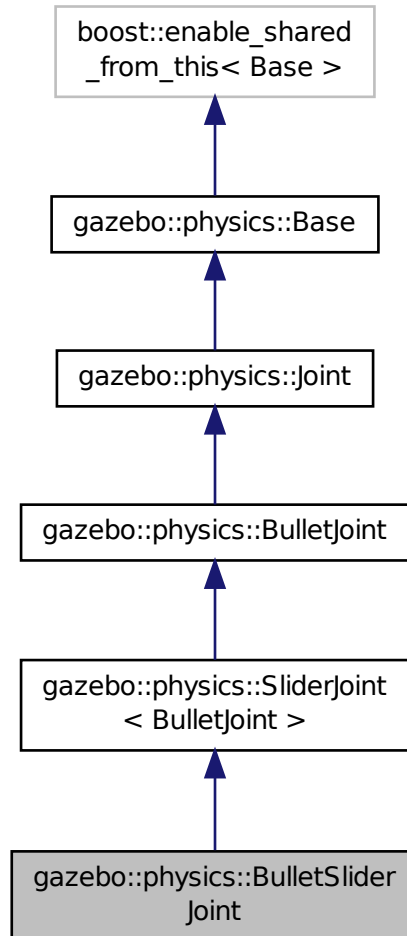 boost::enable_shared
_from_this< Base >
gazebo::physics::Base
gazebo::physics::Joint
gazebo::physics::BulletJoint
gazebo::physics::SliderJoint
< BulletJoint >
gazebo::physics::BulletSlider
Joint